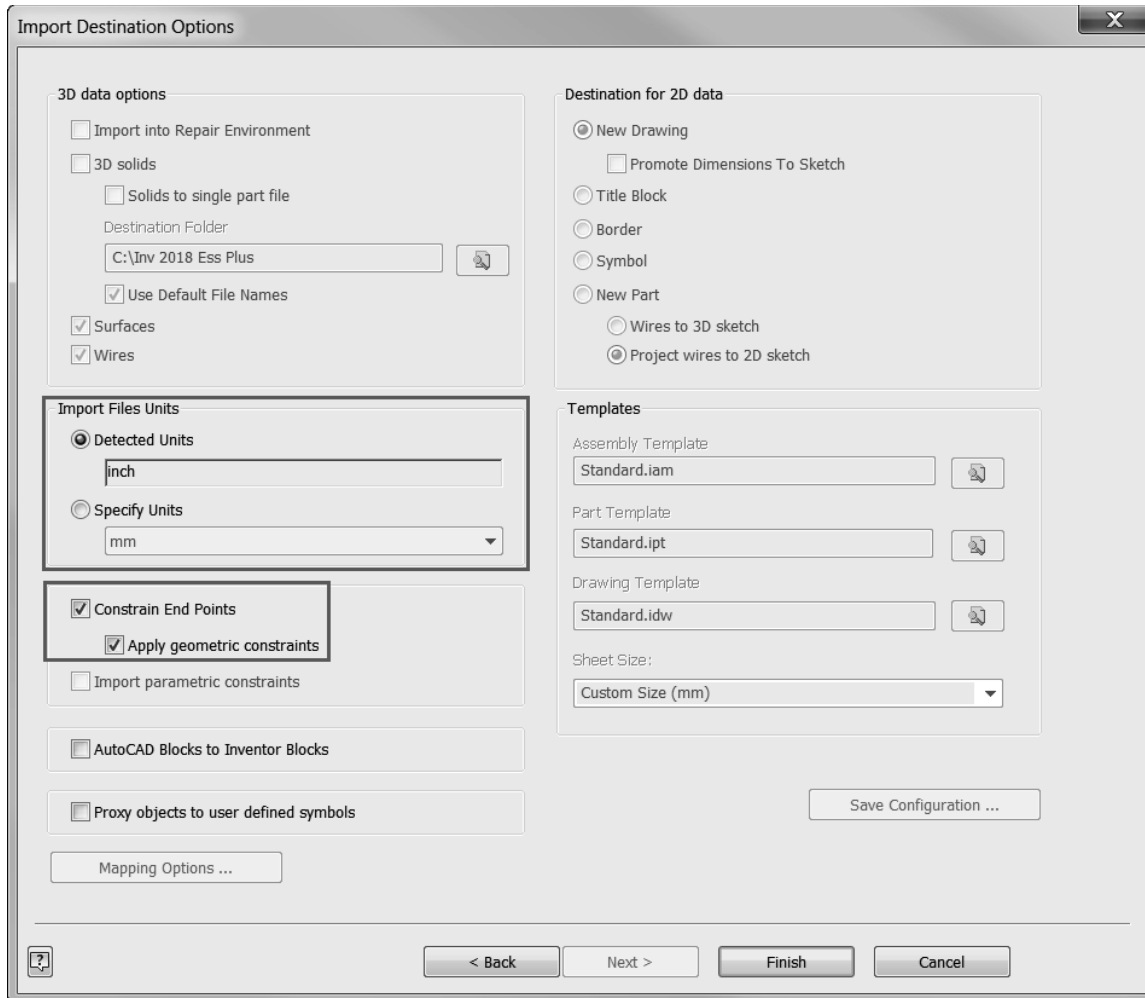 Import Destination Options
X
3D data options
Import into Repair Environment
3D solids
Solids to single part file
Destination Folder
C:\Inv 2018 Ess Plus
Use Default File Names
Surfaces
Wires
Destination for 2D data
New Drawing
Promote Dimensions To Sketch
Title Block
Border
Symbol
New Part
Wires to 3D sketch
Project wires to 2D sketch
Import Files Units
Detected Units
inch
Specify Units
mm
Constrain End Points
Apply geometric constraints
Import parametric constraints
AutoCAD Blocks to Inventor Blocks
Proxy objects to user defined symbols
Mapping Options ...
Templates
Assembly Template
Standard.iam
Part Template
Standard.ipt
Drawing Template
Standard.idw
Sheet Size:
Custom Size (mm)
Save Configuration ...
?
< Back
Next >
Finish
Cancel